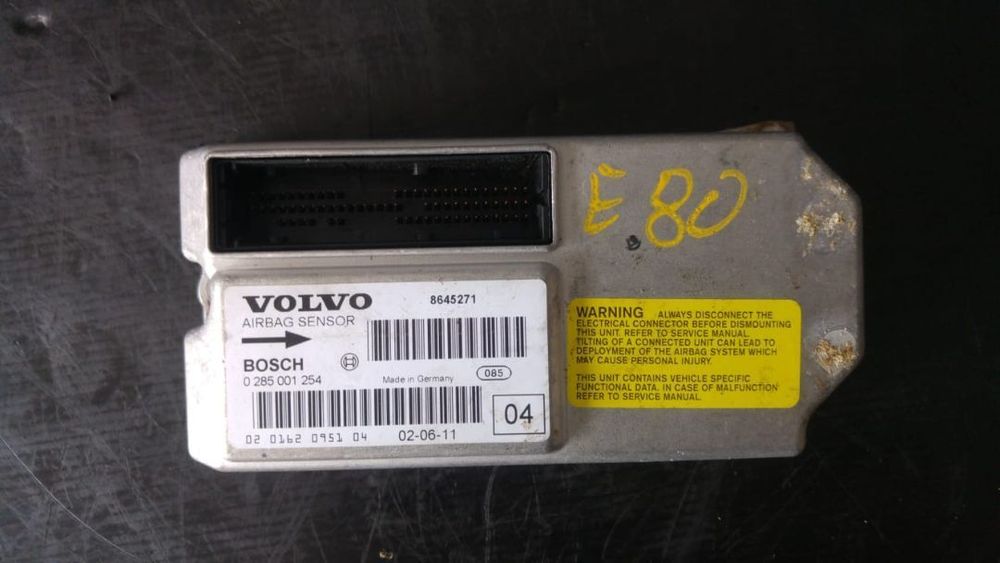 E 80
VOLVO 8645271
AIRBAG SENSOR
BOSCH
0 285 001 254 Made in Germany 085
02 0162 0951 04 02-06-11 04
WARNING ALWAYS DISCONNECT THE
ELECTRICAL CONNECTOR BEFORE DISMOUNTING
THIS UNIT. REFER TO SERVICE MANUAL.
TILTING OF A CONNECTED UNIT CAN LEAD TO
DEPLOYMENT OF THE AIRBAG SYSTEM WHICH
MAY CAUSE PERSONAL INJURY.
THIS UNIT CONTAINS VEHICLE SPECIFIC
FUNCTIONAL DATA. IN CASE OF MALFUNCTION
REFER TO SERVICE MANUAL.